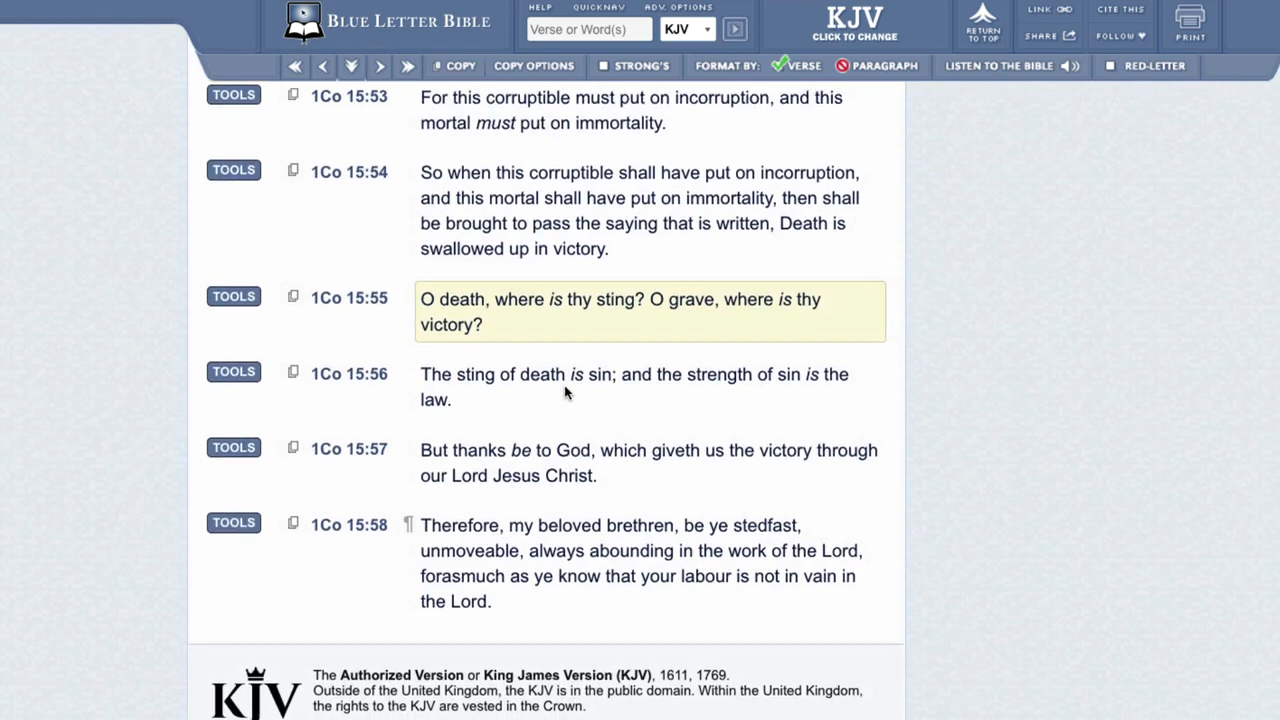 BLUE LETTER BIBLE
HELP QUICKNAV ADV. OPTIONS
Verse or Word(s) KJV
KJV
CLICK TO CHANGE
RETURN
TO TOP
LINK CITE THIS
SHARE FOLLOW
PRINT
COPY COPY OPTIONS STRONG'S FORMAT BY: VERSE PARAGRAPH LISTEN TO THE BIBLE RED-LETTER
TOOLS 1Co 15:53 For this corruptible must put on incorruption, and this
mortal must put on immortality.
TOOLS 1Co 15:54 So when this corruptible shall have put on incorruption,
and this mortal shall have put on immortality, then shall
be brought to pass the saying that is written, Death is
swallowed up in victory.
TOOLS 1Co 15:55 O death, where is thy sting? O grave, where is thy
victory?
TOOLS 1Co 15:56 The sting of death is sin; and the strength of sin is the
law.
TOOLS 1Co 15:57 But thanks be to God, which giveth us the victory through
our Lord Jesus Christ.
TOOLS 1Co 15:58 ¶ Therefore, my beloved brethren, be ye stedfast,
unmoveable, always abounding in the work of the Lord,
forasmuch as ye know that your labour is not in vain in
the Lord.
KJV
The Authorized Version or King James Version (KJV), 1611, 1769.
Outside of the United Kingdom, the KJV is in the public domain. Within the United Kingdom,
the rights to the KJV are vested in the Crown.